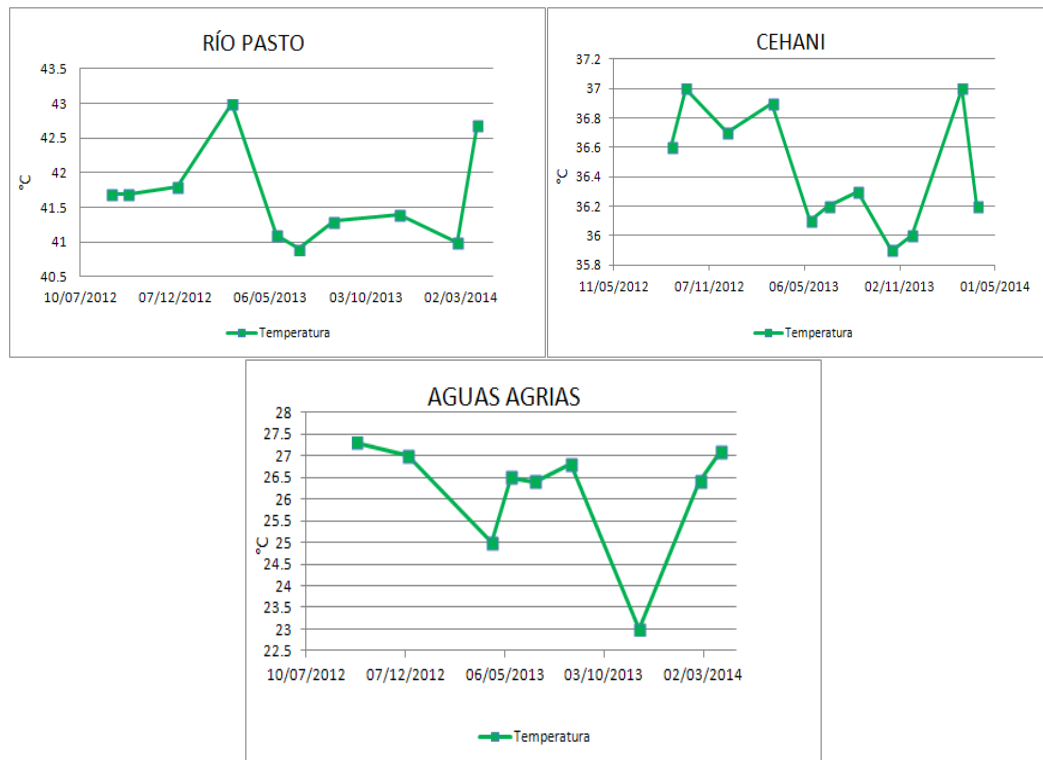 RÍO PASTO
43.5
43
42.5
42
41.5
41
40.5
°C
10/07/2012 07/12/2012 06/05/2013 03/10/2013 02/03/2014
Temperatura
CEHANI
37.2
37
36.8
36.6
36.4
36.2
36
35.8
°C
11/05/2012 07/11/2012 06/05/2013 02/11/2013 01/05/2014
Temperatura
AGUAS AGRIAS
28
27.5
27
26.5
26
25.5
25
24.5
24
23.5
23
22.5
°C
10/07/2012 07/12/2012 06/05/2013 03/10/2013 02/03/2014
Temperatura